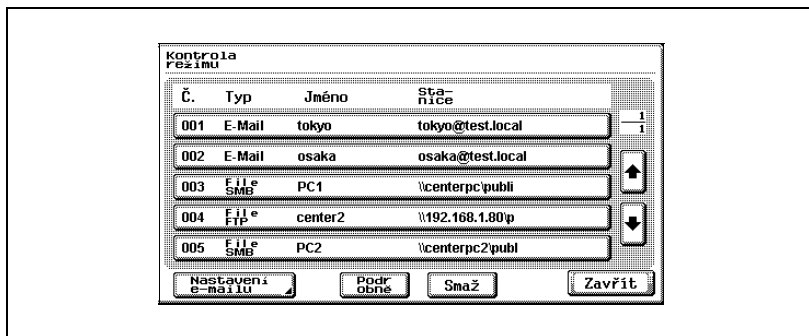 Kontrola
režimu
Č. Typ Jméno Sta-
nice
001 E-Mail tokyo tokyo@test.local
1
1
002 E-Mail osaka osaka@test.local
003 File
SMB PC1 \\centerpc\publi
004 File
FTP center2 \\192.168.1.80\p
005 File
SMB PC2 \\centerpc2\publ
Nastavení
e-mailu
Podr
obné
Smaž
Zavřít